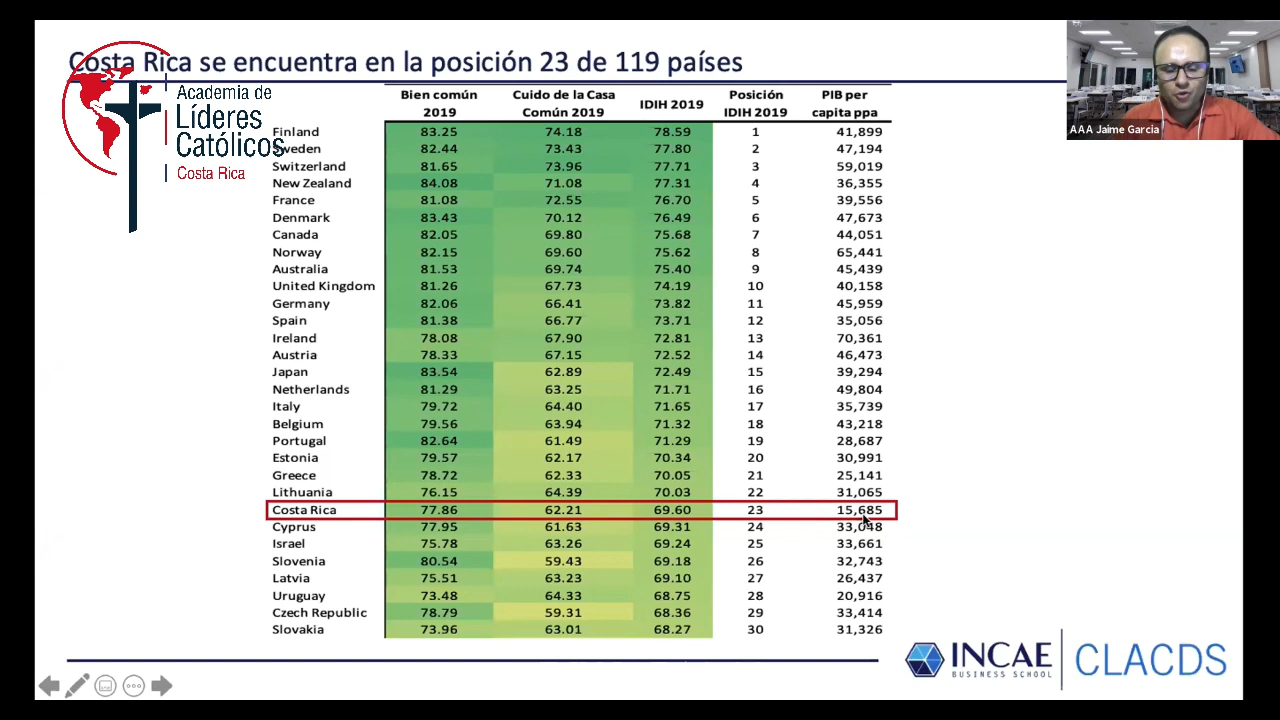 Costa Rica se encuentra en la posición 23 de 119 países
Academia de
Líderes
Católicos
Costa Rica
AAA Jaime Garcia
Bien común 2019 Cuido de la Casa Común 2019 IDIH 2019 Posición IDIH 2019 PIB per capita ppa
Finland 83.25 74.18 78.59 1 41,899
Sweden 82.44 73.43 77.80 2 47,194
Switzerland 81.65 73.96 77.71 3 59,019
New Zealand 84.08 71.08 77.31 4 36,355
France 81.08 72.55 76.70 5 39,556
Denmark 83.43 70.12 76.49 6 47,673
Canada 82.05 69.80 75.68 7 44,051
Norway 82.15 69.60 75.62 8 65,441
Australia 81.53 69.74 75.40 9 45,439
United Kingdom 81.26 67.73 74.19 10 40,158
Germany 82.06 66.41 73.82 11 45,959
Spain 81.38 66.77 73.71 12 35,056
Ireland 78.08 67.90 72.81 13 70,361
Austria 78.33 67.15 72.52 14 46,473
Japan 83.54 62.89 72.49 15 39,294
Netherlands 81.29 63.25 71.71 16 49,804
Italy 79.72 64.40 71.65 17 35,739
Belgium 79.56 63.94 71.32 18 43,218
Portugal 82.64 61.49 71.29 19 28,687
Estonia 79.57 62.17 70.34 20 30,991
Greece 78.72 62.33 70.05 21 25,141
Lithuania 76.15 64.39 70.03 22 31,065
Costa Rica 77.86 62.21 69.60 23 15,685
Cyprus 77.95 61.63 69.31 24 33,048
Israel 75.78 63.26 69.24 25 33,661
Slovenia 80.54 59.43 69.18 26 32,743
Latvia 75.51 63.23 69.10 27 26,437
Uruguay 73.48 64.33 68.75 28 20,916
Czech Republic 78.79 59.31 68.36 29 33,414
Slovakia 73.96 63.01 68.27 30 31,326
INCAE
BUSINESS SCHOOL
CLACDS